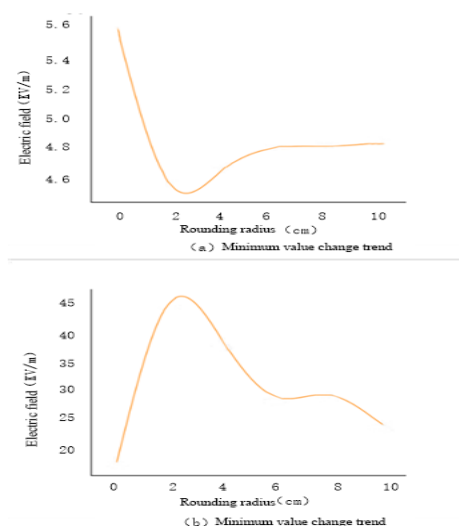 5.6
5.4
5.2
5.0
4.8
4.6
Electric field (KV/m)
0 2 4 6 8 10
Rounding radius (cm)
(a) Minimum value change trend
45
40
35
30
25
20
Electric field (KV/m)
0 2 4 6 8 10
Rounding radius (cm)
(b) Minimum value change trend